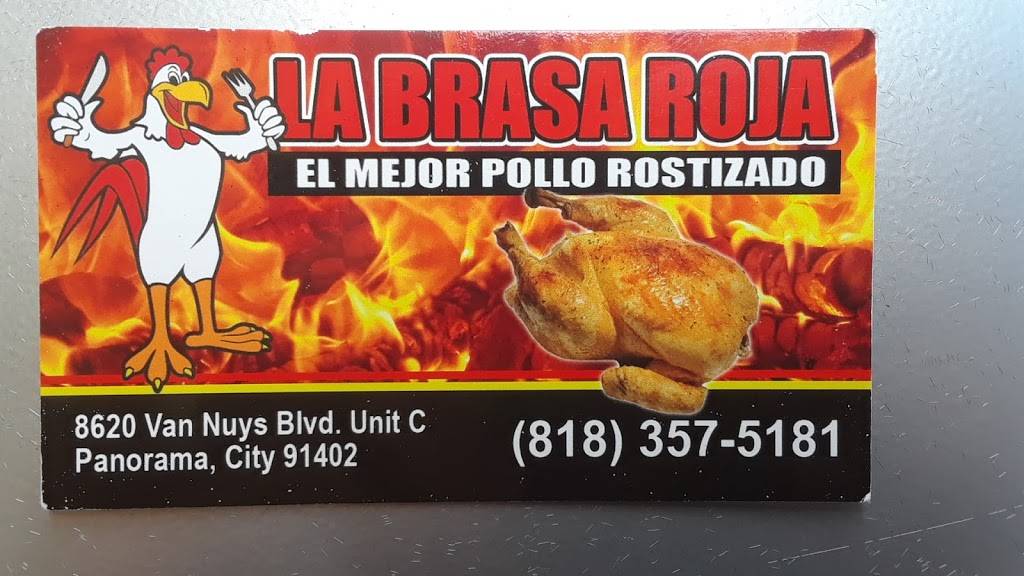 LA BRASA ROJA
EL MEJOR POLLO ROSTIZADO
8620 Van Nuys Blvd. Unit C
Panorama, City 91402
(818) 357-5181